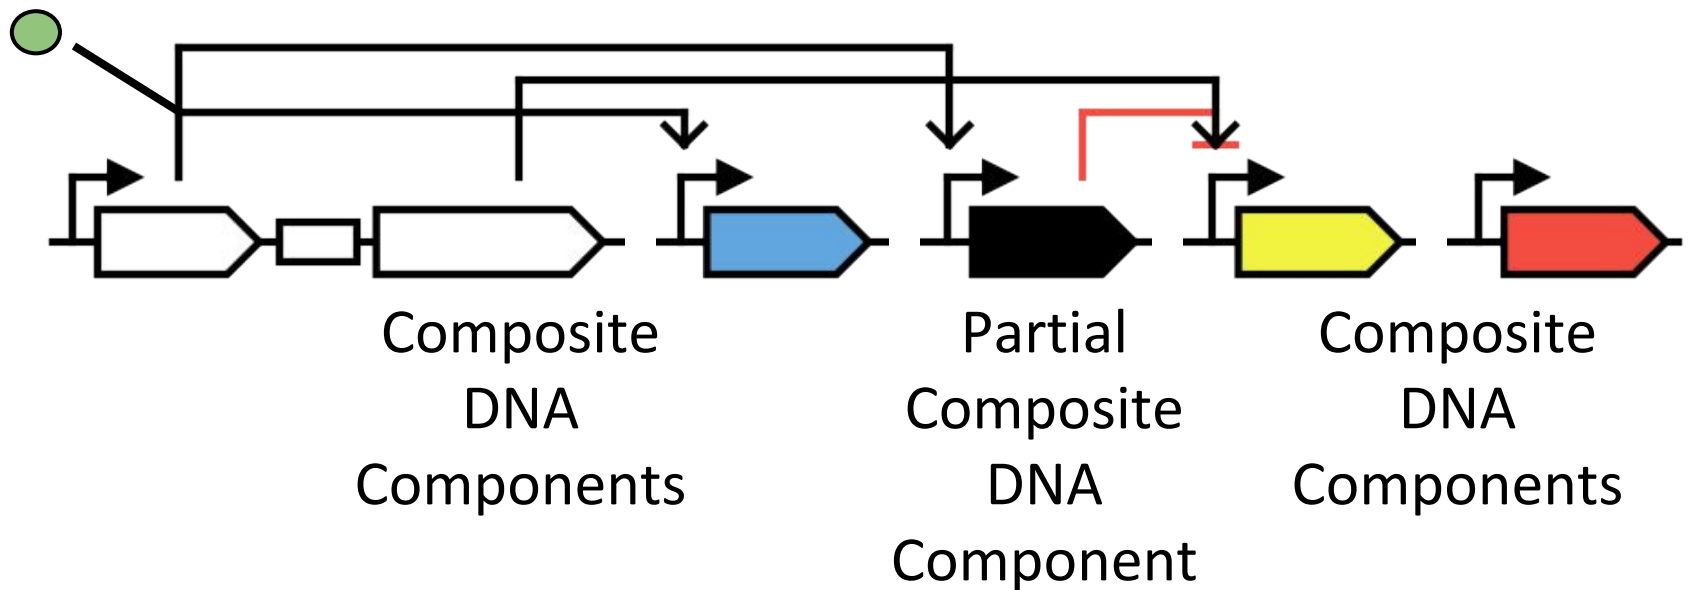 Composite
DNA
Components
Partial
Composite
DNA
Component
Composite
DNA
Components